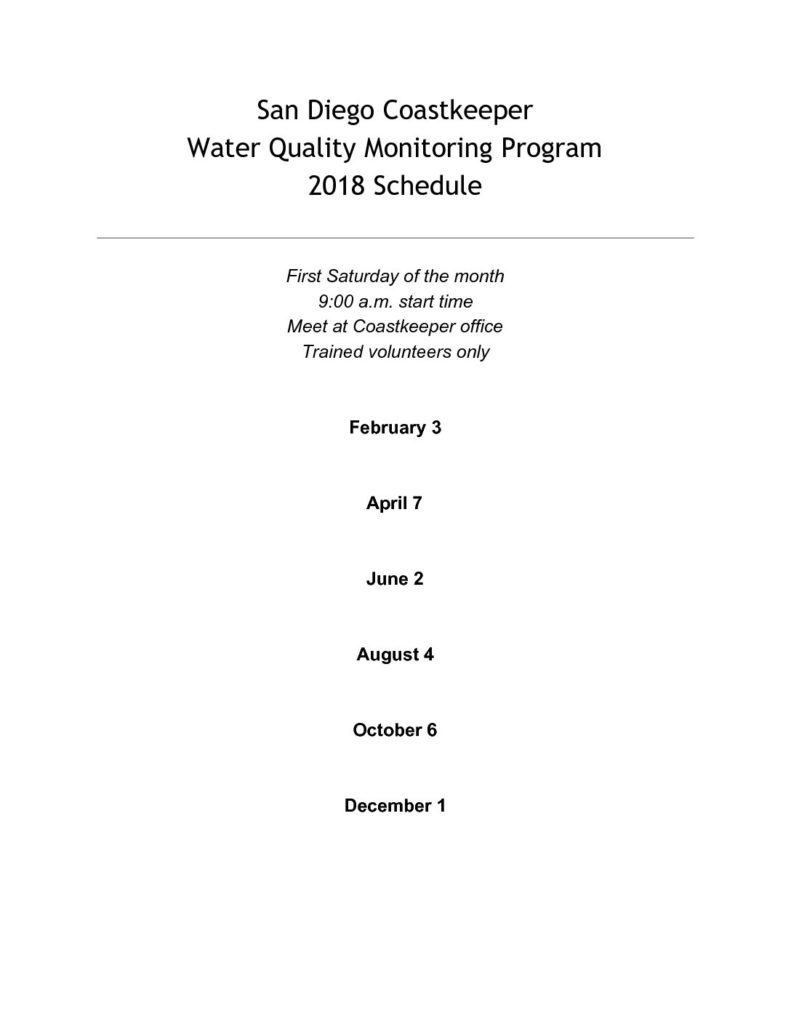 San Diego Coastkeeper
Water Quality Monitoring Program
2018 Schedule
First Saturday of the month
9:00 a.m. start time
Meet at Coastkeeper office
Trained volunteers only
February 3
April 7
June 2
August 4
October 6
December 1